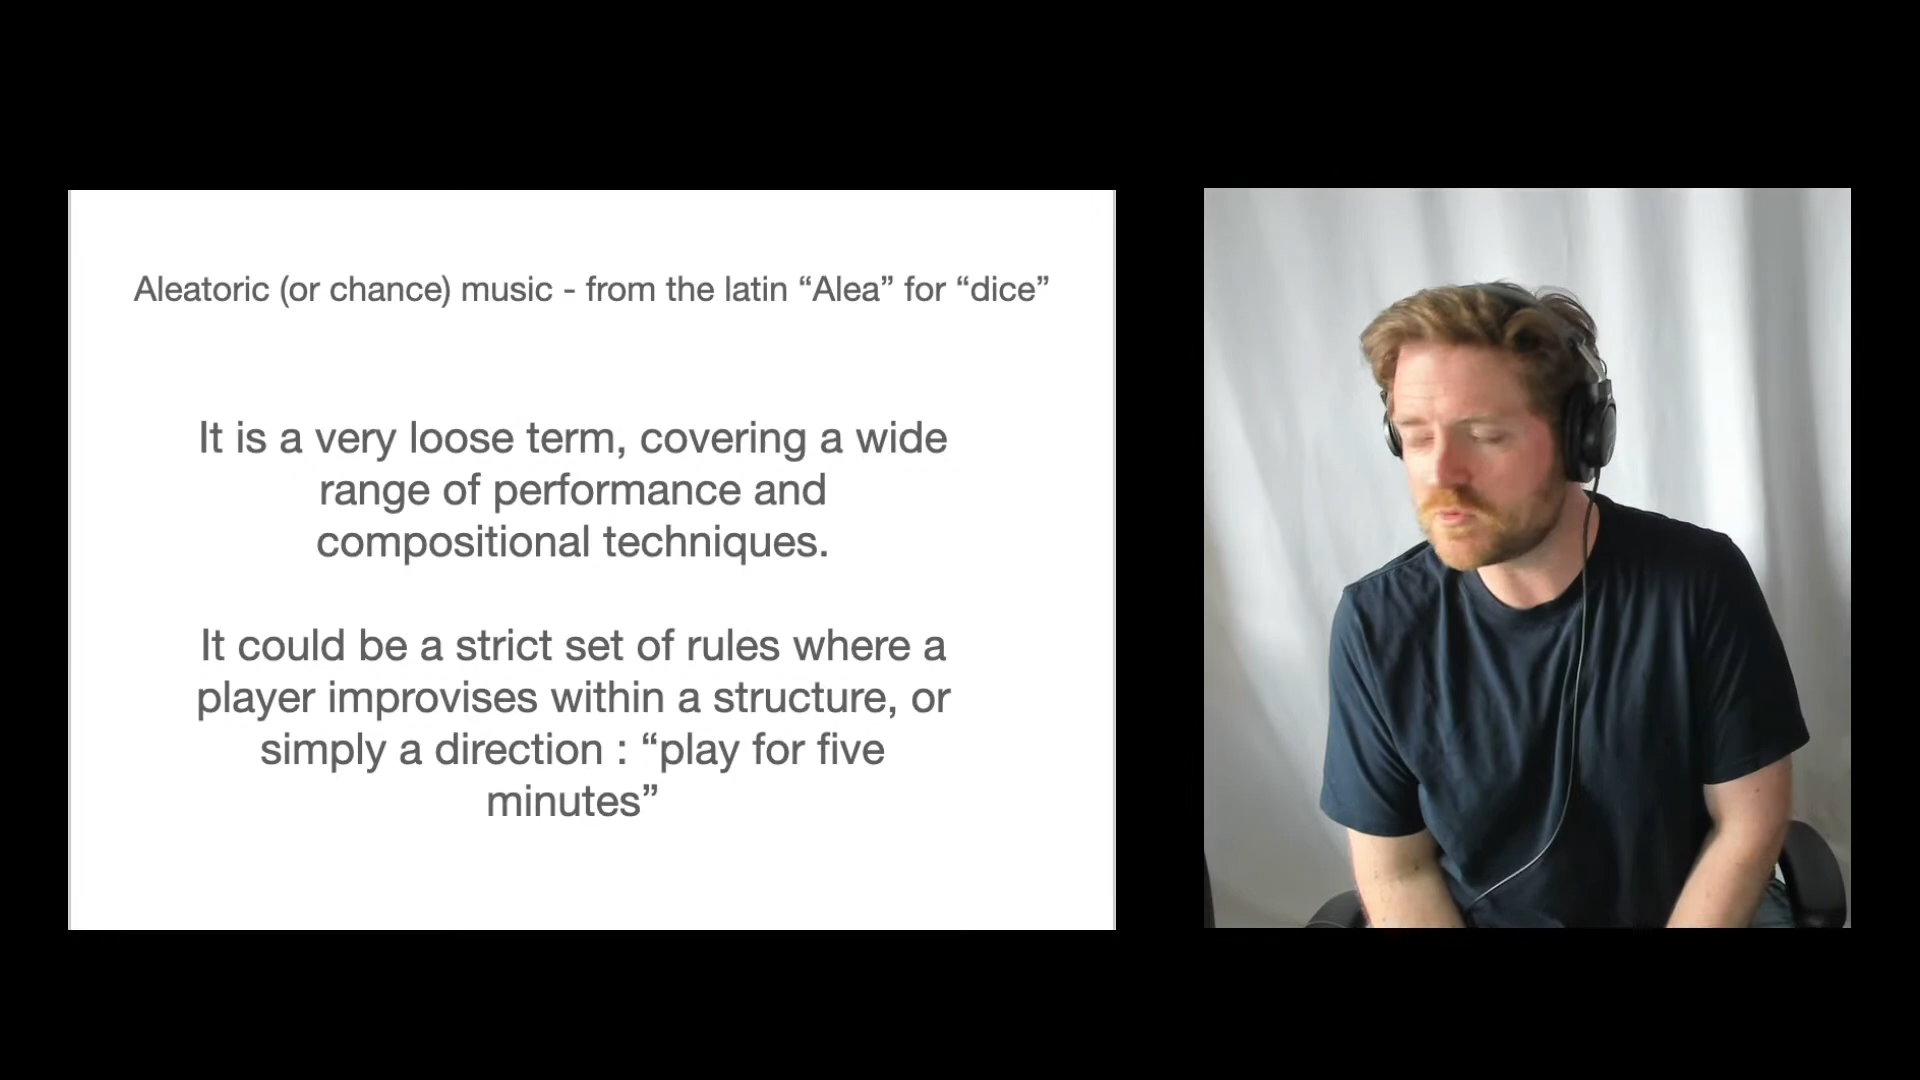 Aleatoric (or chance) music - from the latin “Alea” for “dice”
It is a very loose term, covering a wide
range of performance and
compositional techniques.
It could be a strict set of rules where a
player improvises within a structure, or
simply a direction : “play for five
minutes”